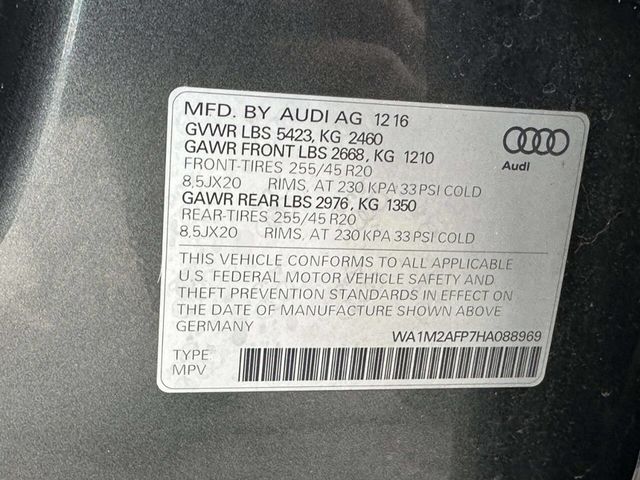 MFD. BY AUDI AG 12 16
GVWR LBS 5423, KG 2460
GAWR FRONT LBS 2668, KG 1210
FRONT-TIRES 255/45 R20
8,5JX20 RIMS, AT 230 KPA 33 PSI COLD
GAWR REAR LBS 2976, KG 1350
REAR-TIRES 255/45 R20
8,5JX20 RIMS, AT 230 KPA 33 PSI COLD
Audi
THIS VEHICLE CONFORMS TO ALL APPLICABLE
U.S. FEDERAL MOTOR VEHICLE SAFETY AND
THEFT PREVENTION STANDARDS IN EFFECT ON
THE DATE OF MANUFACTURE SHOWN ABOVE
GERMANY
WA1M2AFP7HA088969
TYPE:
MPV